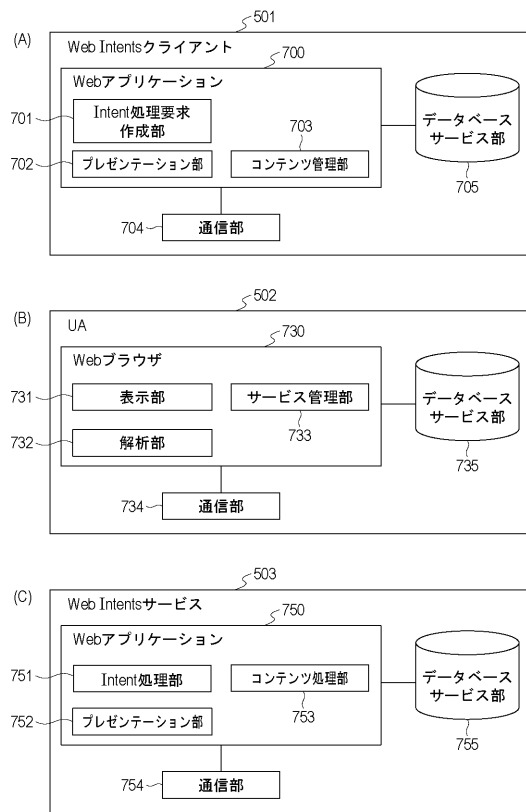 501
(A)
Web Intentsクライアント
700
Webアプリケーション
701
Intent処理要求
作成部
703
702
プレゼンテーション部
コンテンツ管理部
データベース
サービス部
705
704
通信部
502
(B)
UA
730
Webブラウザ
731
表示部
サービス管理部
733
732
解析部
データベース
サービス部
735
734
通信部
503
(C)
Web Intentsサービス
750
Webアプリケーション
751
Intent処理部
コンテンツ処理部
753
752
プレゼンテーション部
データベース
サービス部
755
754
通信部